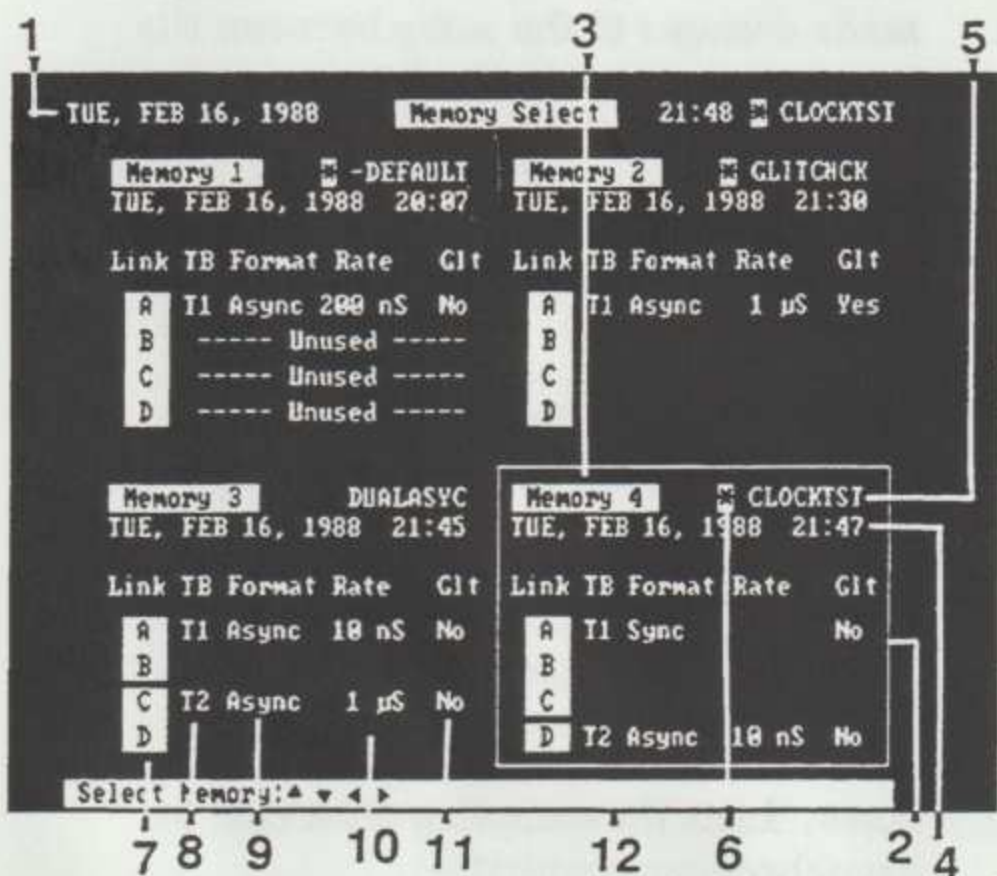 1 3 5
TUE, FEB 16, 1988 Memory Select 21:48 * CLOCKTST
Memory 1 * -DEFAULT
TUE, FEB 16, 1988 20:07
Link TB Format Rate Glt
A T1 Async 200 nS No
B ----- Unused -----
C ----- Unused -----
D ----- Unused -----
Memory 2 * GLITCHCK
TUE, FEB 16, 1988 21:30
Link TB Format Rate Glt
A T1 Async 1 µS Yes
B
C
D
Memory 3 DUALASYC
TUE, FEB 16, 1988 21:45
Link TB Format Rate Glt
A T1 Async 10 nS No
B
C T2 Async 1 µS No
D
Memory 4 * CLOCKTST
TUE, FEB 16, 1988 21:47
Link TB Format Rate Glt
A T1 Sync No
B
C
D T2 Async 10 nS No
Select Memory:▲ ▼ ◄ ►
7 8 9 10 11 12 6 2 4